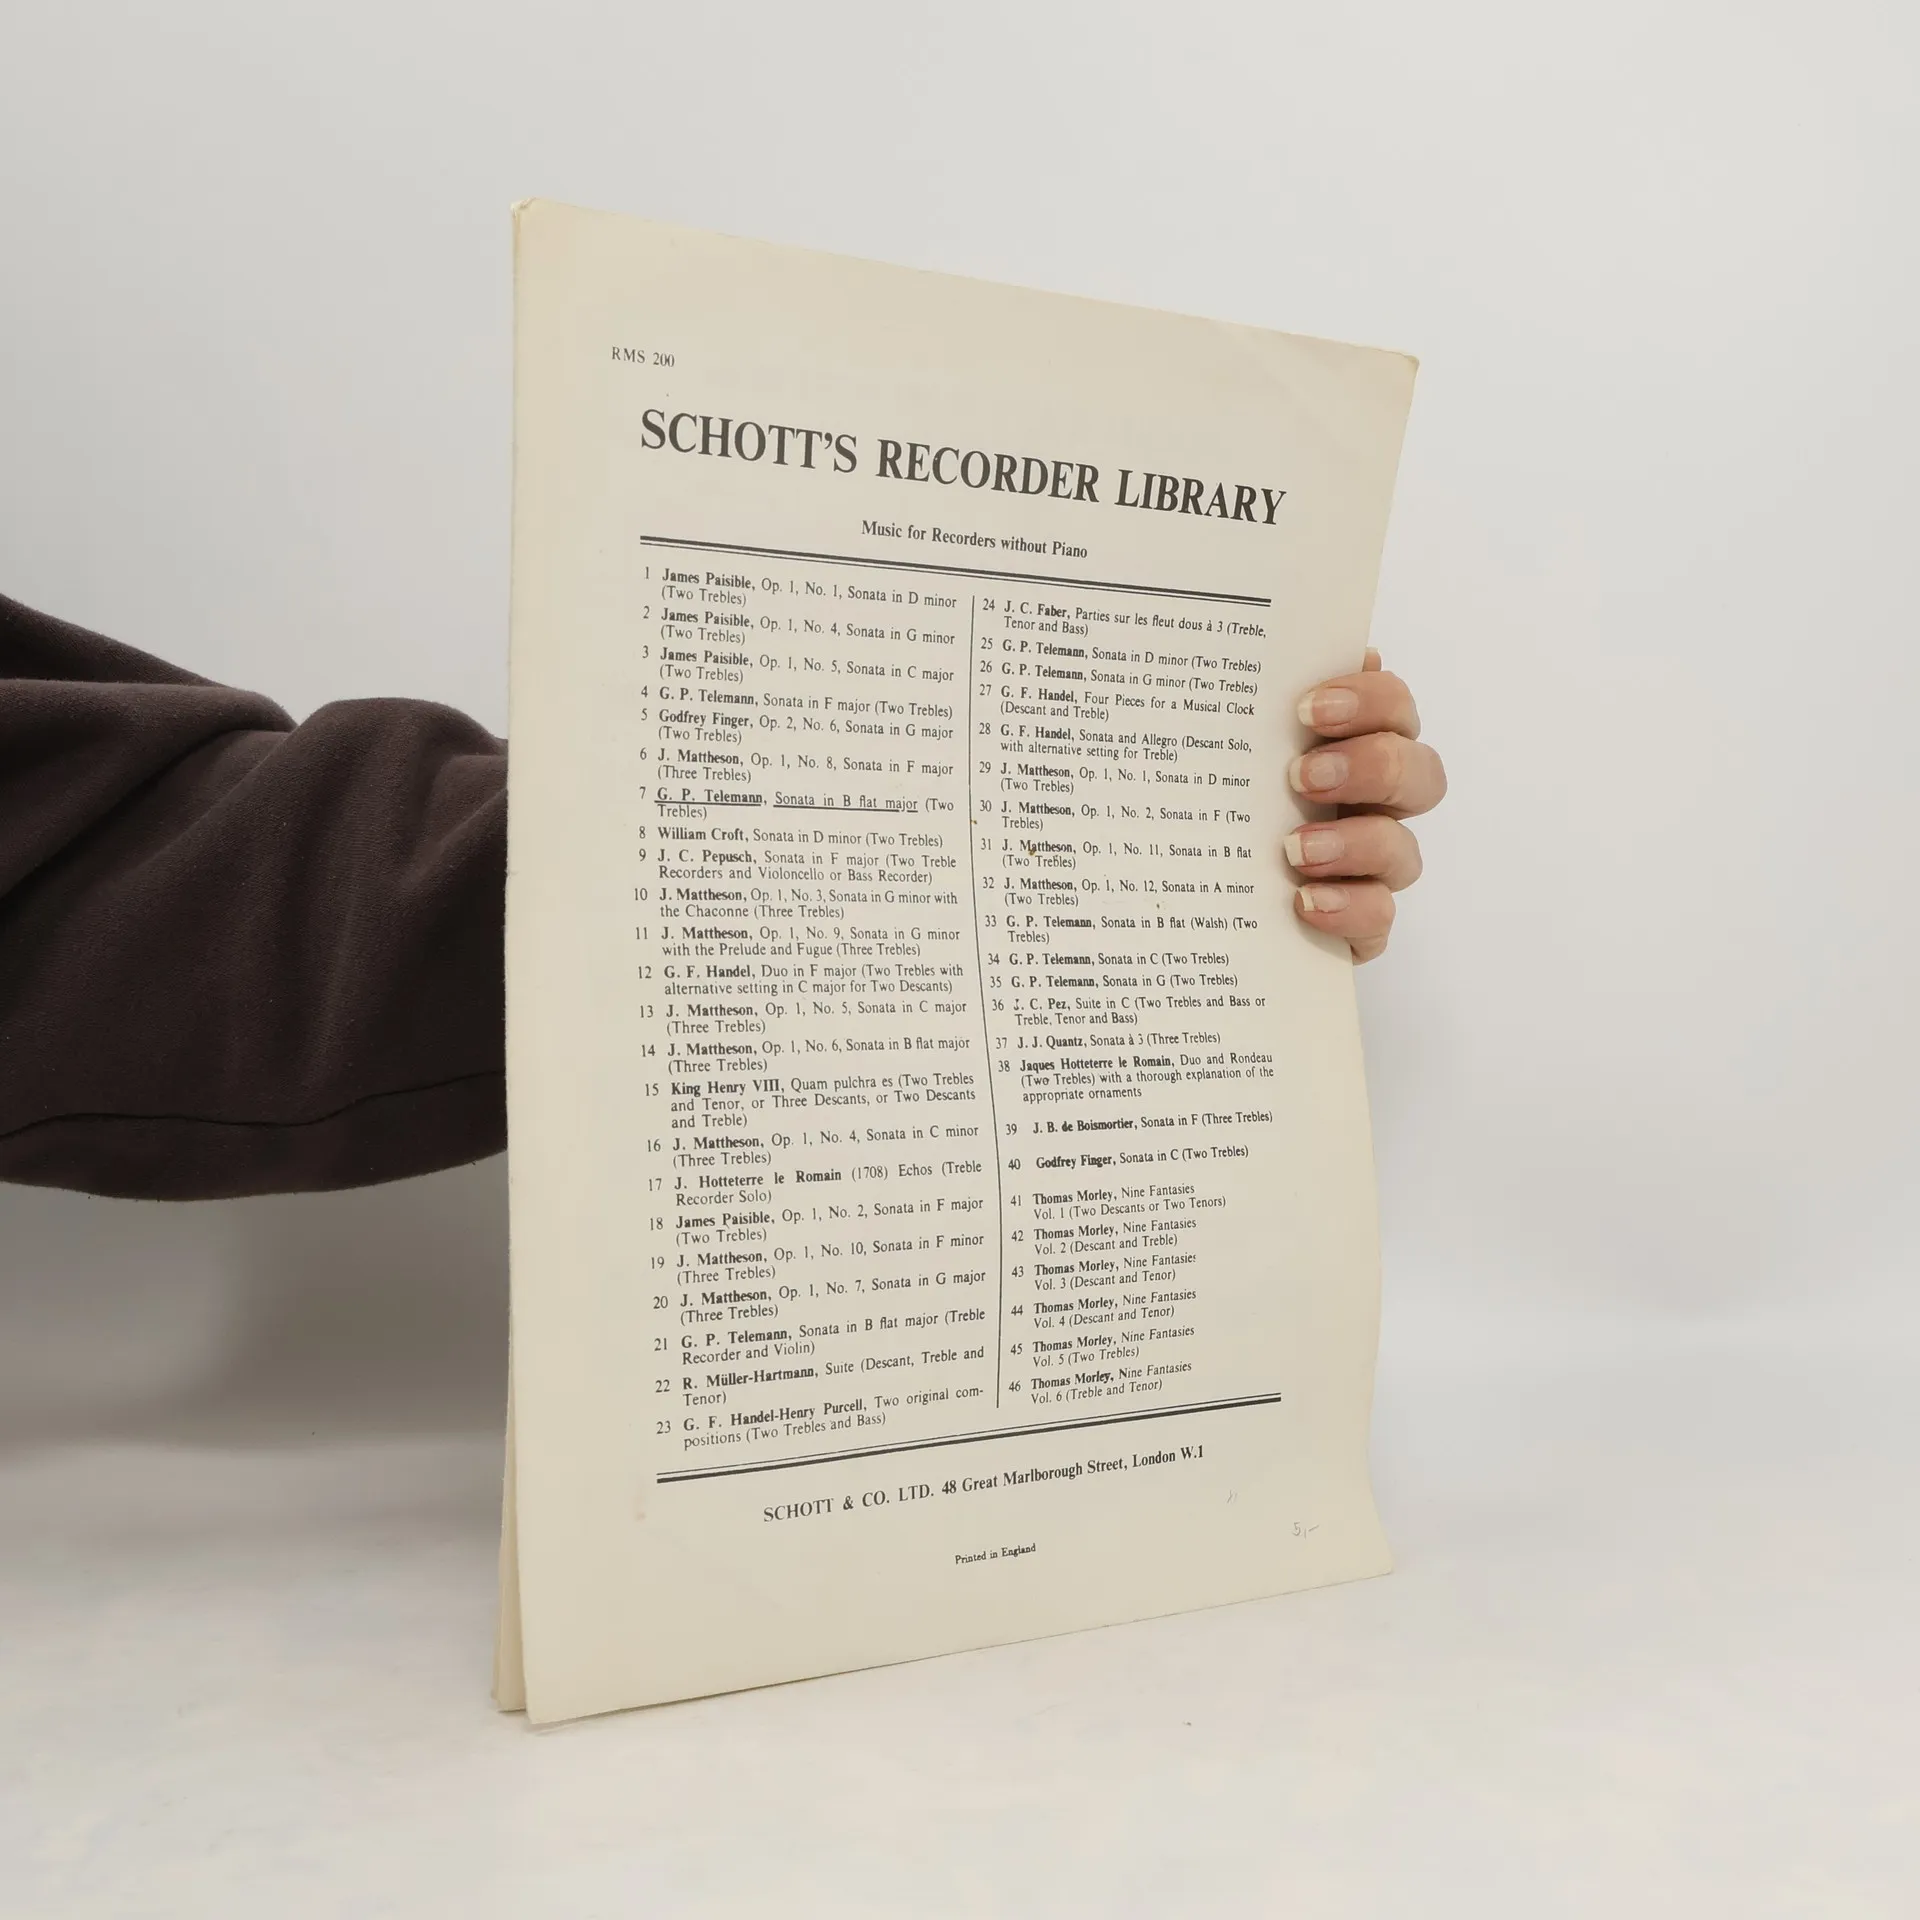 RMS 200
SCHOTT'S RECORDER LIBRARY
Music for Recorders without Piano
1 James Paisible, Op. 1, No. 1, Sonata in D minor
(Two Trebles)
2 James Paisible, Op. 1, No. 4, Sonata in G minor
(Two Trebles)
3 James Paisible, Op. 1, No. 5, Sonata in C major
(Two Trebles)
4 G. P. Telemann, Sonata in F major (Two Trebles)
5 Godfrey Finger, Op. 2, No. 6, Sonata in G major
(Two Trebles)
6 J. Mattheson, Op. 1, No. 8, Sonata in F major
(Three Trebles)
7 G. P. Telemann, Sonata in B flat major (Two
Trebles)
8 William Croft, Sonata in D minor (Two Trebles)
9 J. C. Pepusch, Sonata in F major (Two Treble
Recorders and Violoncello or Bass Recorder)
10 J. Mattheson, Op. 1, No. 3, Sonata in G minor with
the Chaconne (Three Trebles)
11 J. Mattheson, Op. 1, No. 9, Sonata in G minor
with the Prelude and Fugue (Three Trebles)
12 G. F. Handel, Duo in F major (Two Trebles with
alternative setting in C major for Two Descants)
13 J. Mattheson, Op. 1, No. 5, Sonata in C major
(Three Trebles)
14 J. Mattheson, Op. 1, No. 6, Sonata in B flat major
(Three Trebles)
15 King Henry VIII, Quam pulchra es (Two Trebles
and Tenor, or Three Descants, or Two Descants
and Treble)
16 J. Mattheson, Op. 1, No. 4, Sonata in C minor
(Three Trebles)
17 J. Hotteterre le Romain (1708) Echos (Treble
Recorder Solo)
18 James Paisible, Op. 1, No. 2, Sonata in F major
(Two Trebles)
19 J. Mattheson, Op. 1, No. 10, Sonata in F minor
(Three Trebles)
20 J. Mattheson, Op. 1, No. 7, Sonata in G major
(Three Trebles)
21 G. P. Telemann, Sonata in B flat major (Treble
Recorder and Violin)
22 R. Müller-Hartmann, Suite (Descant, Treble and
Tenor)
23 G. F. Handel-Henry Purcell, Two original com-
positions (Two Trebles and Bass)
24 J. C. Faber, Parties sur les fleut dous à 3 (Treble,
Tenor and Bass)
25 G. P. Telemann, Sonata in D minor (Two Trebles)
26 G. P. Telemann, Sonata in G minor (Two Trebles)
27 G. F. Handel, Four Pieces for a Musical Clock
(Descant and Treble)
28 G. F. Handel, Sonata and Allegro (Descant Solo,
with alternative setting for Treble)
29 J. Mattheson, Op. 1, No. 1, Sonata in D minor
(Two Trebles)
30 J. Mattheson, Op. 1, No. 2, Sonata in F (Two
Trebles)
31 J. Mattheson, Op. 1, No. 11, Sonata in B flat
(Two Trebles)
32 J. Mattheson, Op. 1, No. 12, Sonata in A minor
(Two Trebles)
33 G. P. Telemann, Sonata in B flat (Walsh) (Two
Trebles)
34 G. P. Telemann, Sonata in C (Two Trebles)
35 G. P. Telemann, Sonata in G (Two Trebles)
36 J. C. Pez, Suite in C (Two Trebles and Bass or
Treble, Tenor and Bass)
37 J. J. Quantz, Sonata à 3 (Three Trebles)
38 Jaques Hotteterre le Romain, Duo and Rondeau
(Two Trebles) with a thorough explanation of the
appropriate ornaments
39 J. B. de Boismortier, Sonata in F (Three Trebles)
40 Godfrey Finger, Sonata in C (Two Trebles)
41 Thomas Morley, Nine Fantasies
Vol. 1 (Two Descants or Two Tenors)
42 Thomas Morley, Nine Fantasies
Vol. 2 (Descant and Treble)
43 Thomas Morley, Nine Fantasies
Vol. 3 (Descant and Tenor)
44 Thomas Morley, Nine Fantasies
Vol. 4 (Descant and Tenor)
45 Thomas Morley, Nine Fantasies
Vol. 5 (Two Trebles)
46 Thomas Morley, Nine Fantasies
Vol. 6 (Treble and Tenor)
SCHOTT & CO. LTD. 48 Great Marlborough Street, London W.1
5,-
Printed in England